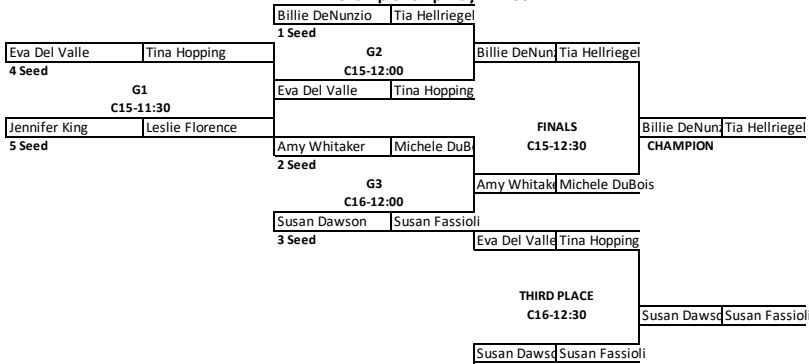 Billie DeNunzio Tia Hellriegel
1 Seed
Eva Del Valle Tina Hopping G2 Billie DeNun Tia Hellriegel
4 Seed C15-12:00
G1 Eva Del Valle Tina Hopping
C15-11:30
Jennifer King Leslie Florence FINALS Billie DeNun Tia Hellriegel
5 Seed Amy Whitaker Michele DuB C15-12:30 CHAMPION
2 Seed
G3 Amy Whitak Michele DuBois
C16-12:00
Susan Dawson Susan Fassioli
3 Seed Eva Del Valle Tina Hopping
THIRD PLACE
C16-12:30 Susan Daws Susan Fassioli
Susan Daws Susan Fassioli